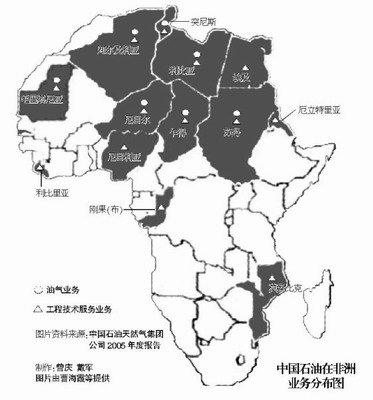 突尼斯
阿尔及利亚
利比亚
埃及
毛里塔尼亚
尼日尔
乍得
苏丹
厄立特里亚
尼日利亚
利比里亚
刚果(布)
莫桑比克
油气业务
工程技术服务业务
图片资料来源:中国石油天然气集团
公司2005年度报告
制作:曾庆 戴军
图片由曹海霞等提供
中国石油在非洲
业务分布图